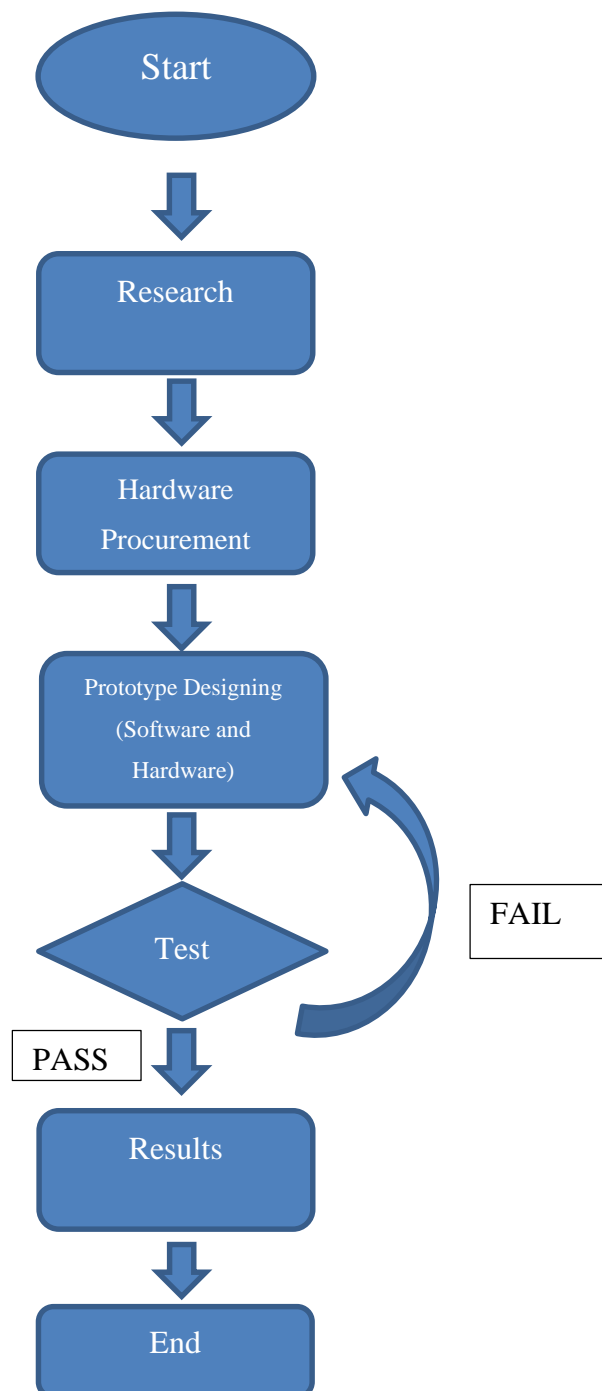 Start
Research
Hardware
Procurement
Prototype Designing
(Software and
Hardware)
Test
FAIL
PASS
Results
End